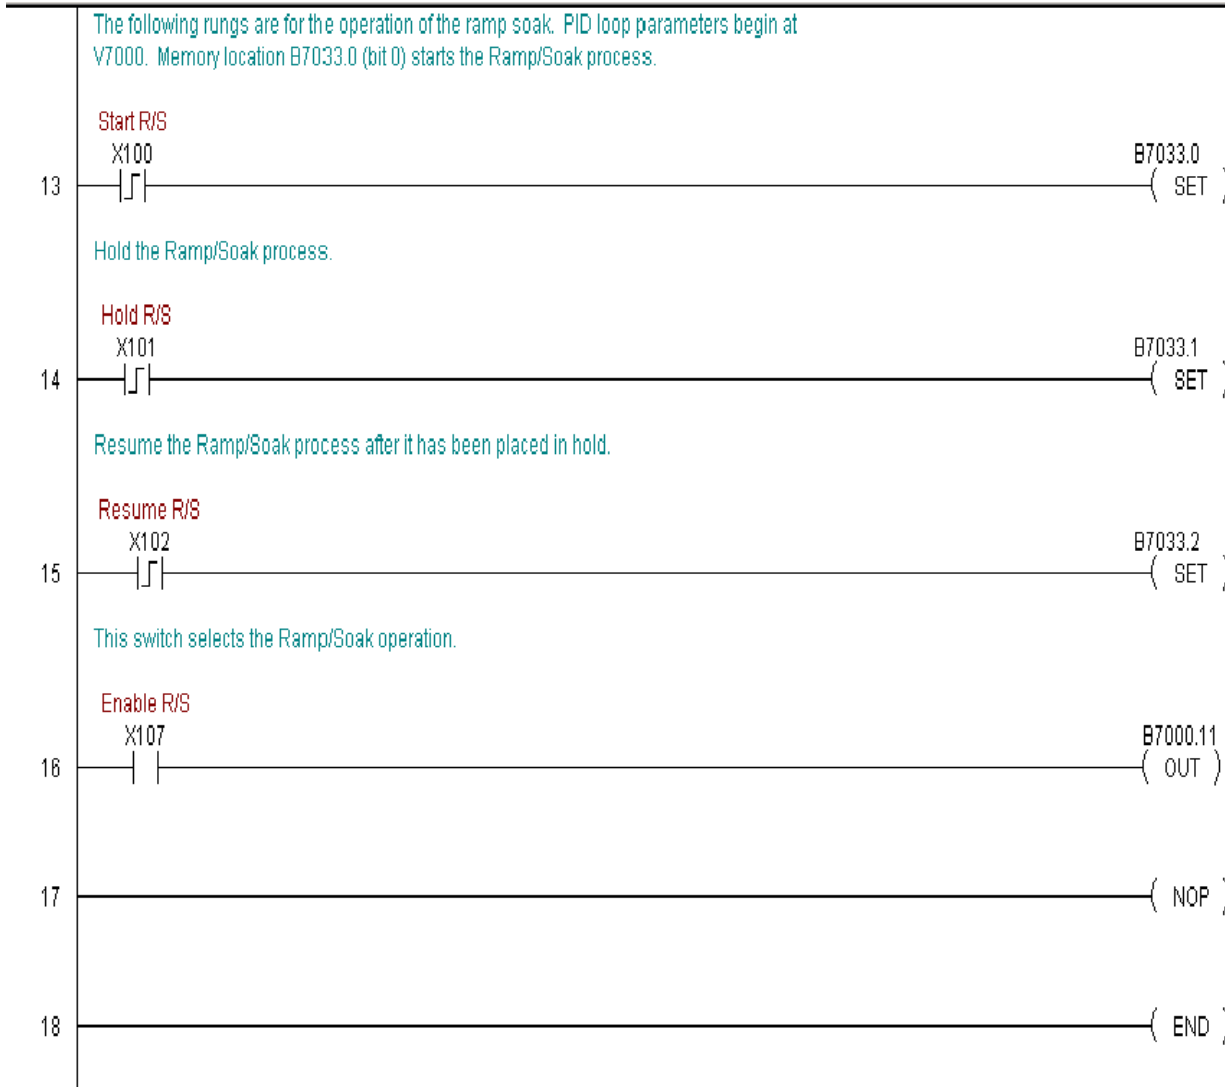 The following rungs are for the operation of the ramp soak. PID loop parameters begin at
V7000. Memory location B7033.0 (bit 0) starts the Ramp/Soak process.
Start R/S
X100
B7033.0
13
SET
Hold the Ramp/Soak process.
Hold R/S
X101
B7033.1
14
SET
Resume the Ramp/Soak process after it has been placed in hold.
Resume R/S
X102
B7033.2
15
SET
This switch selects the Ramp/Soak operation.
Enable R/S
X107
B7000.11
16
OUT
17
NOP
18
END